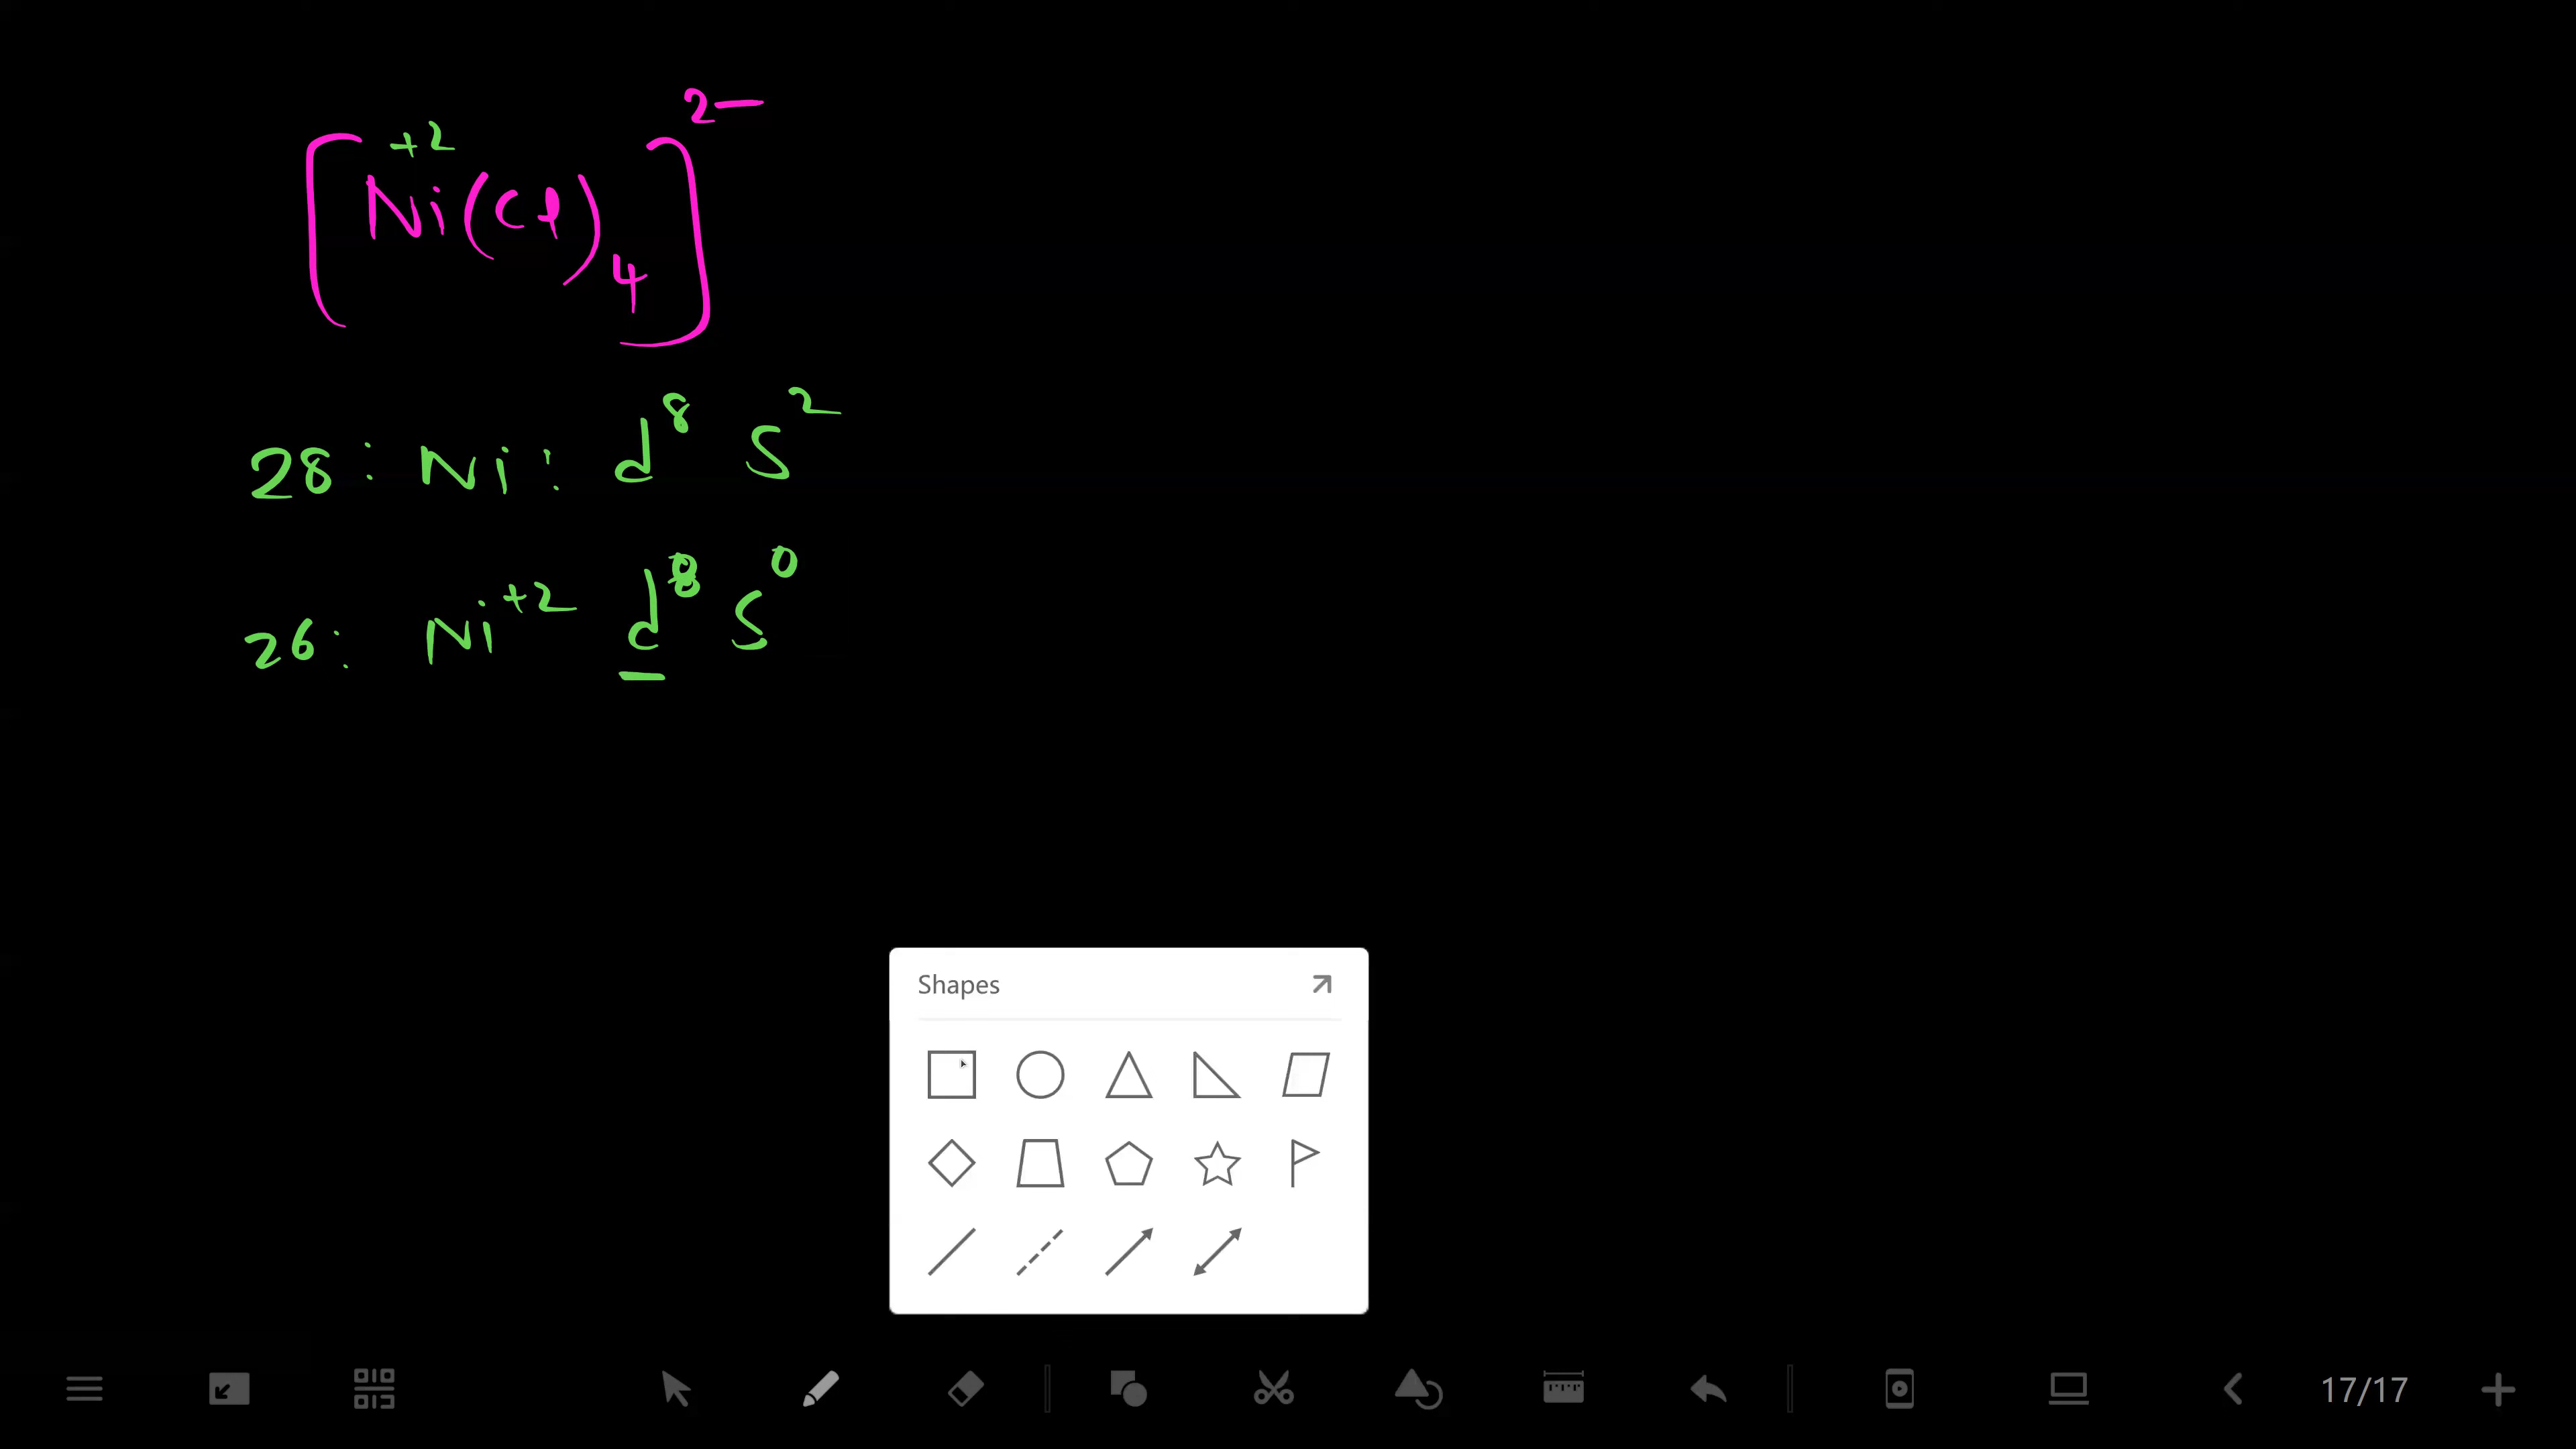 [Ni⁺²(Cl)₄]²⁻
28: Ni: d⁸ S²
26: Ni⁺² d⁸ S⁰
Shapes
17/17